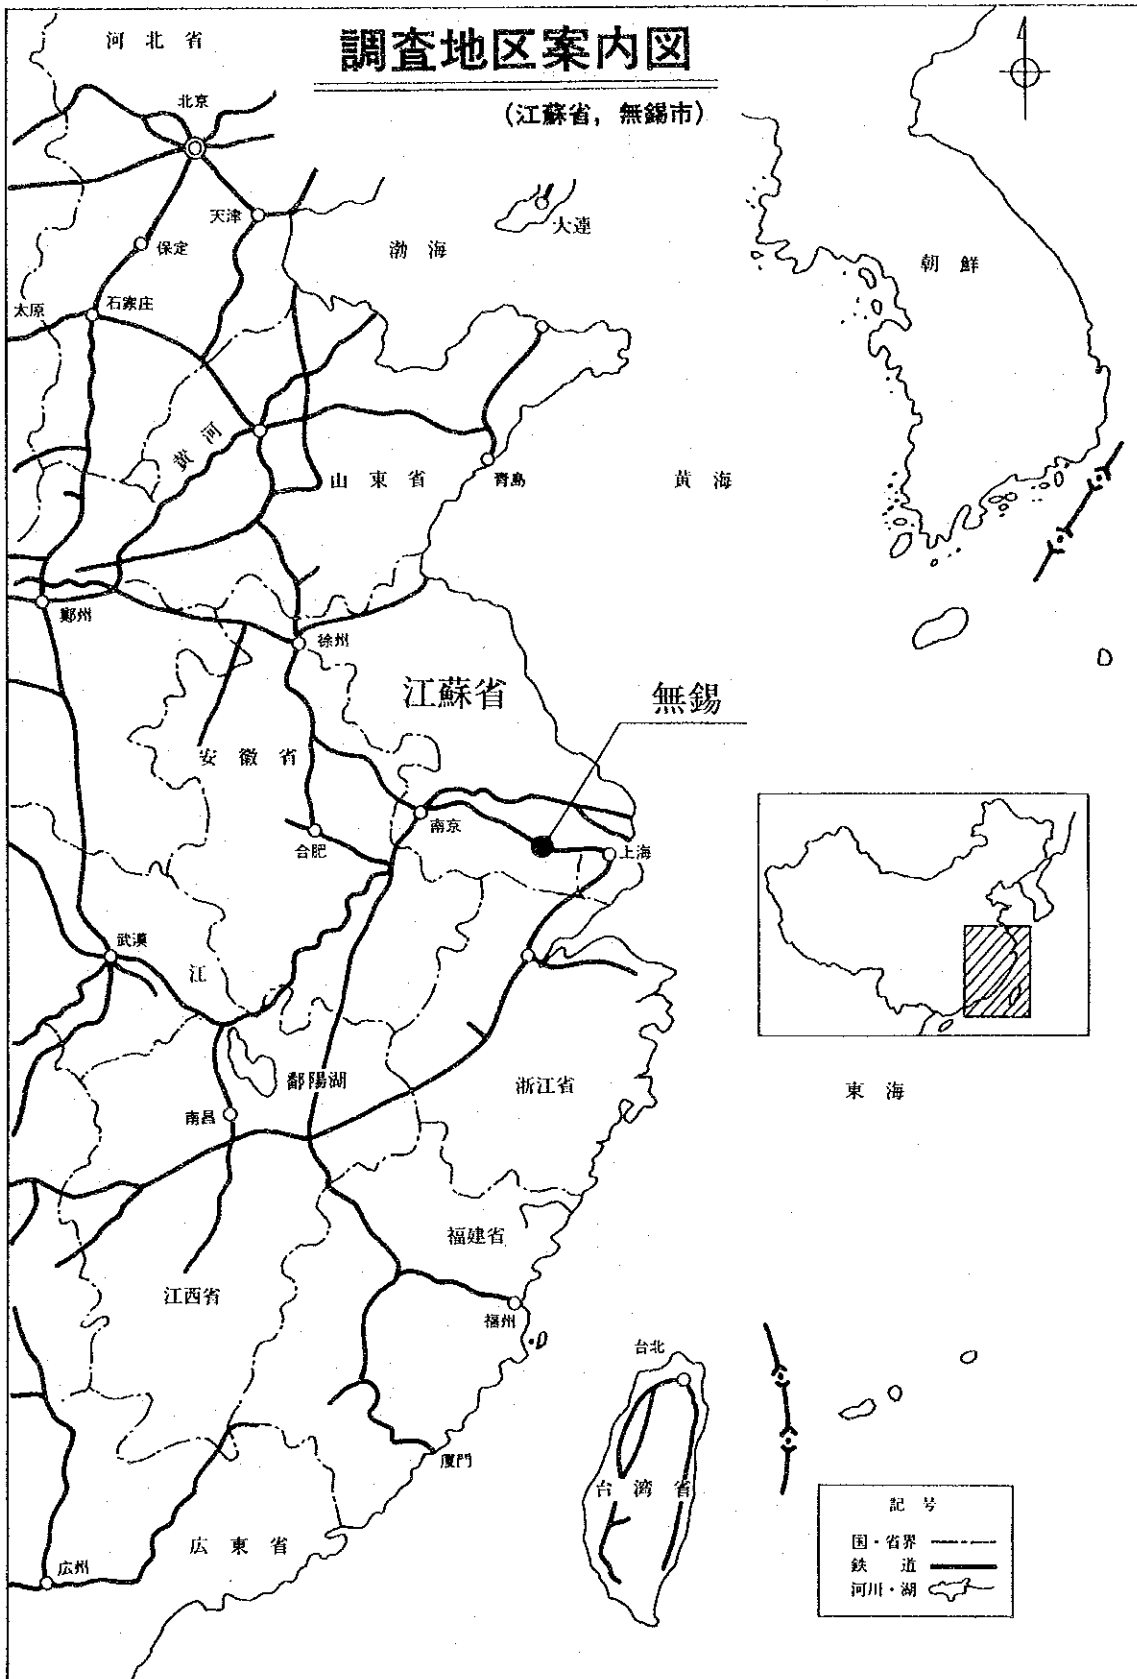 調査地区案内図
(江蘇省，無錫市)
河北省
北京
天津
保定
太原
石家庄
渤海
大連
朝鮮
黄河
山東省
青島
黄海
鄭州
徐州
江蘇省
無錫
安徽省
南京
合肥
上海
武漢
江
鄱陽湖
南昌
浙江省
東海
福建省
江西省
福州
台北
厦門
台湾省
広東省
広州
記号
国・省界
鉄道
河川・湖